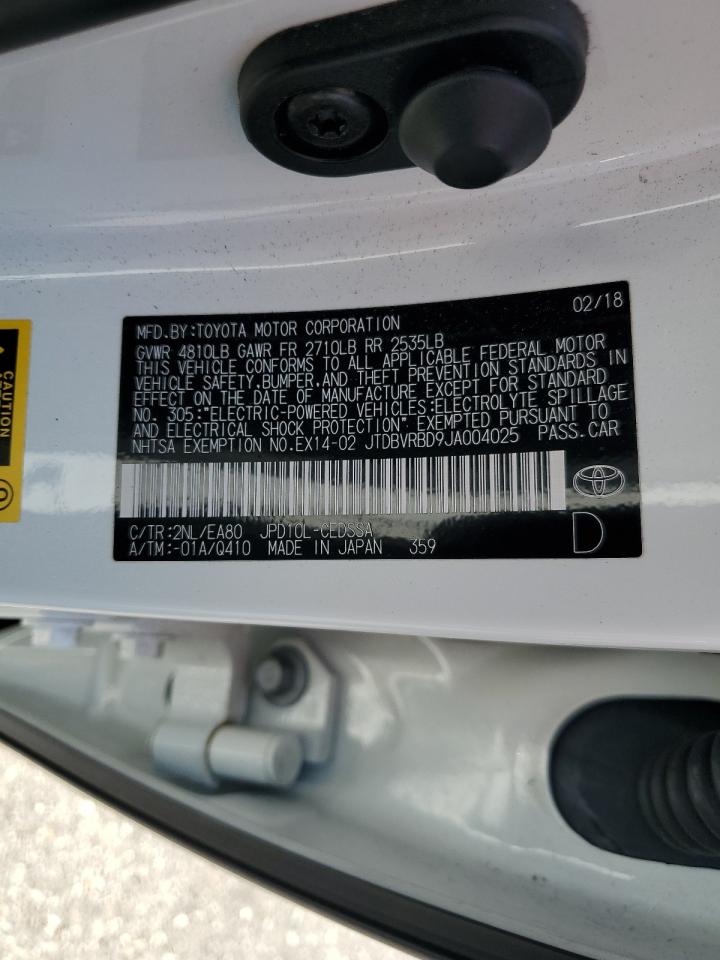 02/18
MFD.BY:TOYOTA MOTOR CORPORATION
GVWR 4810LB GAWR FR 2710LB RR 2535LB
THIS VEHICLE CONFORMS TO ALL APPLICABLE FEDERAL MOTOR
VEHICLE SAFETY,BUMPER,AND THEFT PREVENTION STANDARDS IN
EFFECT ON THE DATE OF MANUFACTURE EXCEPT FOR STANDARD
NO. 305:"ELECTRIC-POWERED VEHICLES:ELECTROLYTE SPILLAGE
AND ELECTRICAL SHOCK PROTECTION" EXEMPTED PURSUANT TO
NHTSA EXEMPTION NO.EX14-02 JTDBVRBD9JA004025 PASS.CAR
C/TR:2NL/EA80 JPD10L-CEDSSA
A/TM:-01A/Q410 MADE IN JAPAN 359
D
CAUTION